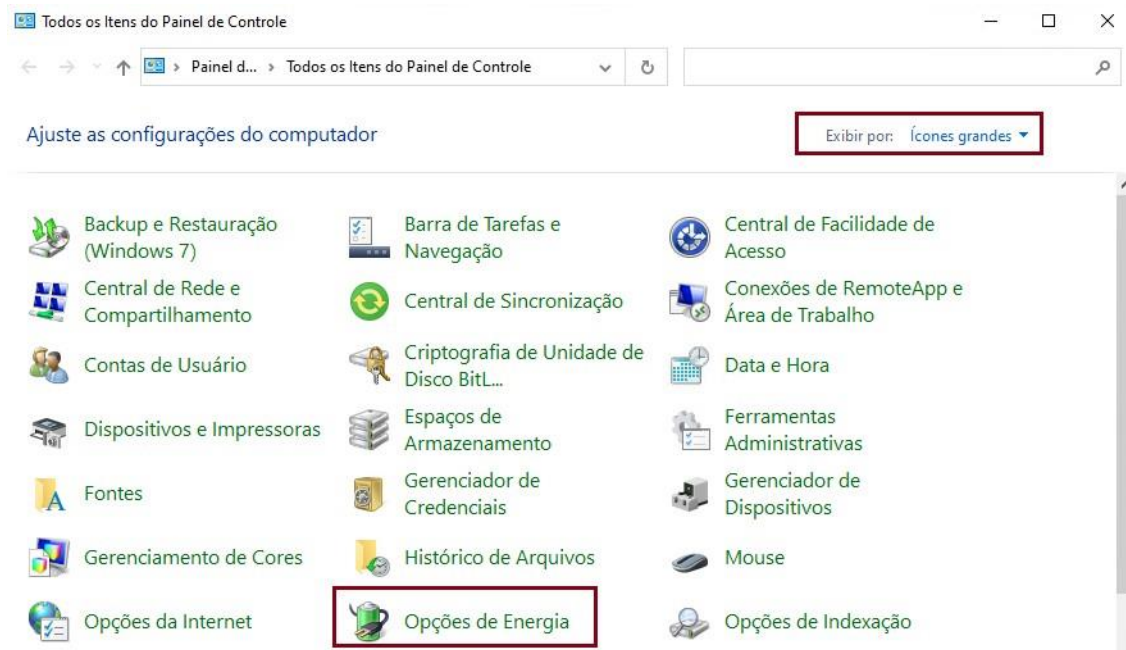 Todos os Itens do Painel de Controle
Painel d... > Todos os Itens do Painel de Controle
Ajuste as configurações do computador
Exibir por: Ícones grandes
Backup e Restauração
(Windows 7)
Barra de Tarefas e
Navegação
Central de Facilidade de
Acesso
Central de Rede e
Compartilhamento
Central de Sincronização
Conexões de RemoteApp e
Área de Trabalho
Contas de Usuário
Criptografia de Unidade de
Disco BitL...
Data e Hora
Dispositivos e Impressoras
Espaços de
Armazenamento
Ferramentas
Administrativas
Fontes
Gerenciador de
Credenciais
Gerenciador de
Dispositivos
Gerenciamento de Cores
Histórico de Arquivos
Mouse
Opções da Internet
Opções de Energia
Opções de Indexação